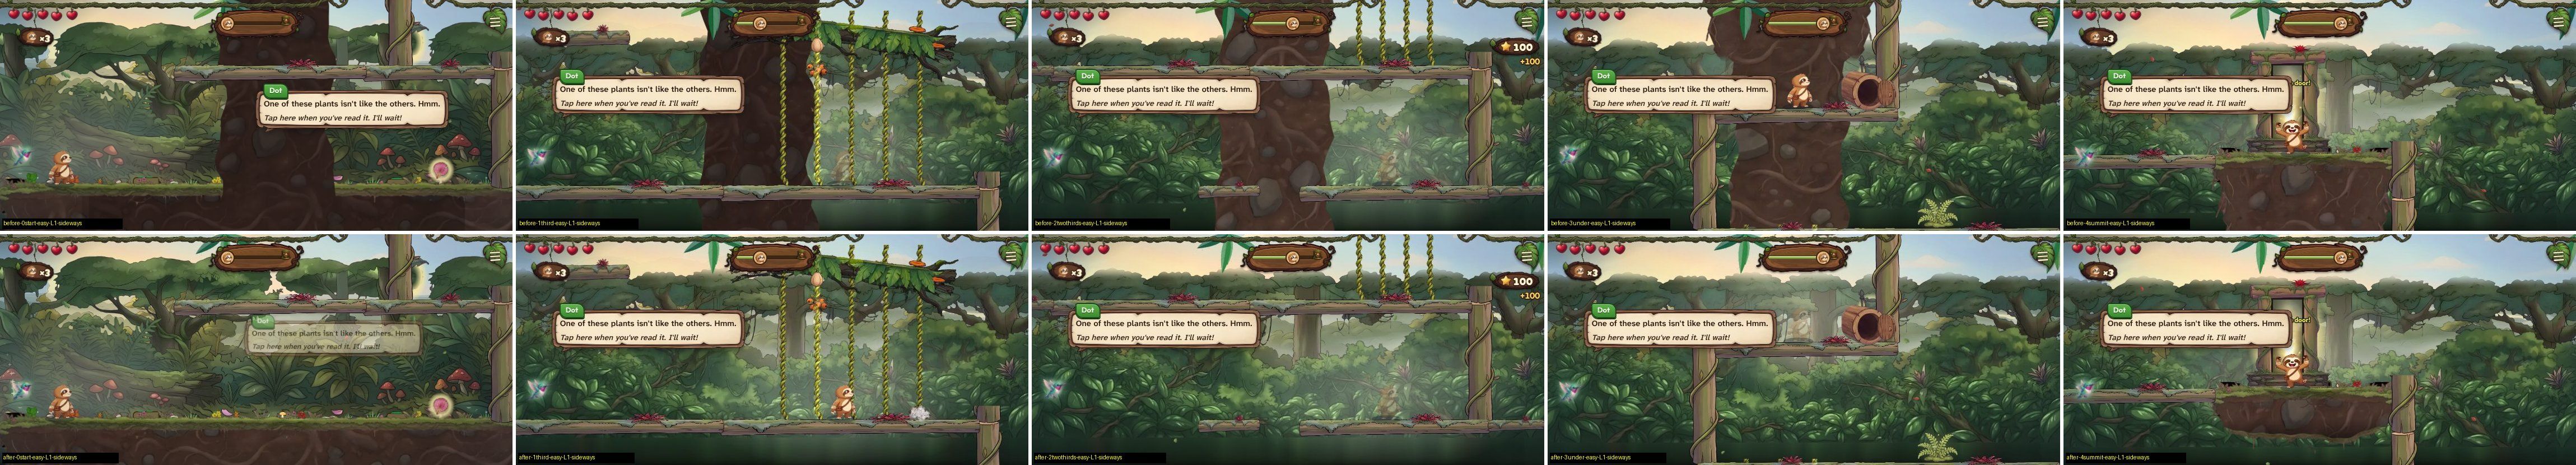 ×3
Dot
One of these plants isn't like the others. Hmm.
Tap here when you've read it. I'll wait!
before-0start-easy-L1-sideways
×3
Dot
One of these plants isn't like the others. Hmm.
Tap here when you've read it. I'll wait!
before-1third-easy-L1-sideways
×3
100
+100
Dot
One of these plants isn't like the others. Hmm.
Tap here when you've read it. I'll wait!
before-2twothirds-easy-L1-sideways
×3
Dot
One of these plants isn't like the others. Hmm.
Tap here when you've read it. I'll wait!
before-3under-easy-L1-sideways
×3
Dot
door!
One of these plants isn't like the others. Hmm.
Tap here when you've read it. I'll wait!
before-4summit-easy-L1-sideways
×3
Dot
One of these plants isn't like the others. Hmm.
Tap here when you've read it. I'll wait!
after-0start-easy-L1-sideways
×3
Dot
One of these plants isn't like the others. Hmm.
Tap here when you've read it. I'll wait!
after-1third-easy-L1-sideways
×3
100
+100
Dot
One of these plants isn't like the others. Hmm.
Tap here when you've read it. I'll wait!
after-2twothirds-easy-L1-sideways
×3
Dot
One of these plants isn't like the others. Hmm.
Tap here when you've read it. I'll wait!
after-3under-easy-L1-sideways
×3
Dot
door!
One of these plants isn't like the others. Hmm.
Tap here when you've read it. I'll wait!
after-4summit-easy-L1-sideways